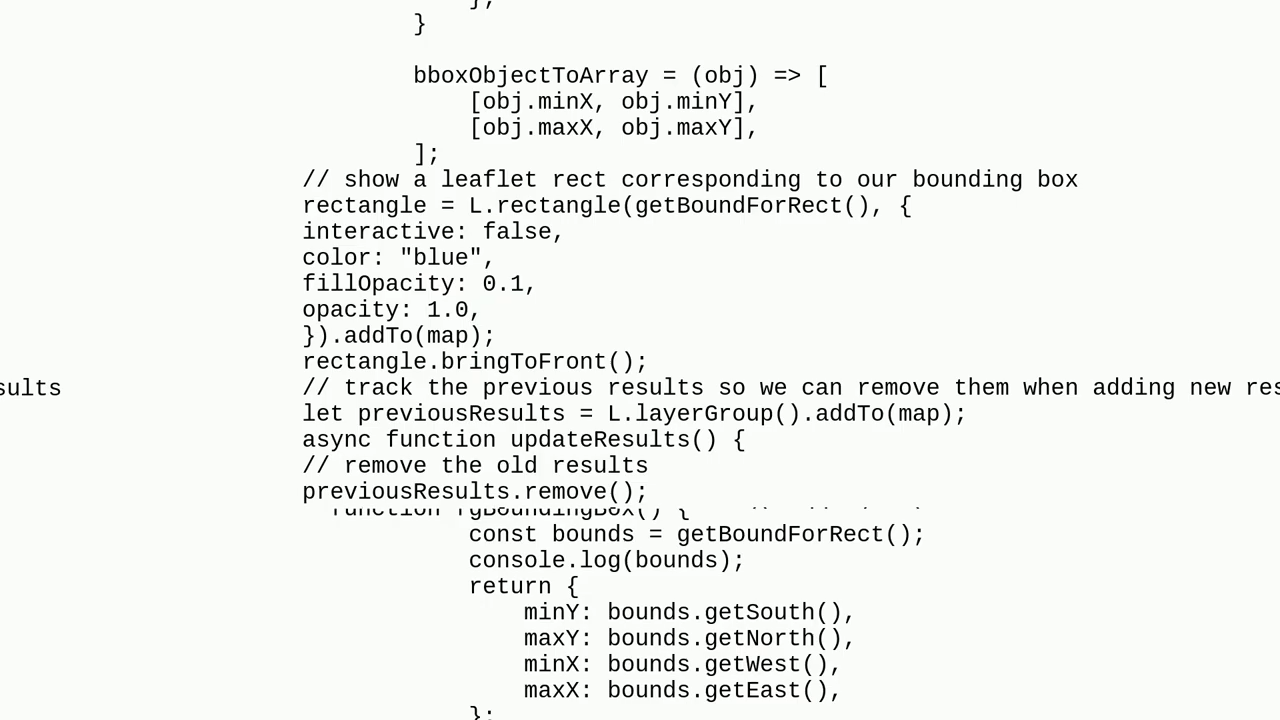 };
}
bboxObjectToArray = (obj) => [
[obj.minX, obj.minY],
[obj.maxX, obj.maxY],
];
// show a leaflet rect corresponding to our bounding box
rectangle = L.rectangle(getBoundForRect(), {
interactive: false,
color: "blue",
fillOpacity: 0.1,
opacity: 1.0,
}).addTo(map);
rectangle.bringToFront();
sults // track the previous results so we can remove them when adding new res
let previousResults = L.layerGroup().addTo(map);
async function updateResults() {
// remove the old results
previousResults.remove();
function fgBoundingBox() {
const bounds = getBoundForRect();
console.log(bounds);
return {
minY: bounds.getSouth(),
maxY: bounds.getNorth(),
minX: bounds.getWest(),
maxX: bounds.getEast(),
};